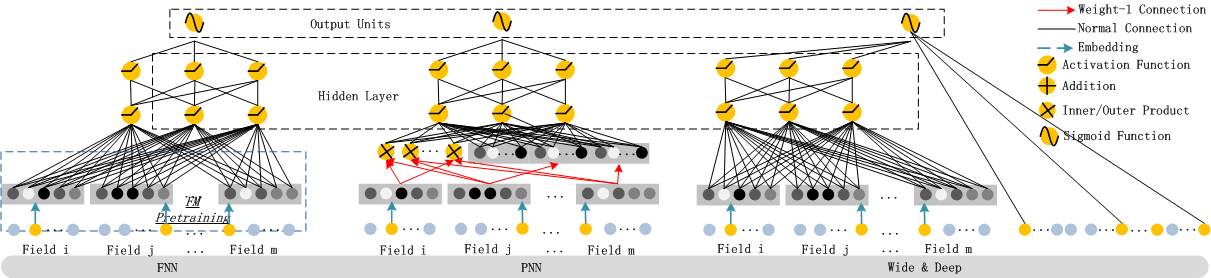 Output Units
Weight-1 Connection
Normal Connection
Embedding
Activation Function
Addition
Inner/Outer Product
Sigmoid Function
Hidden Layer
FM
Pretraining
...
Field i Field j ... Field m
Field i Field j ... Field m
Field i Field j ... Field m
FNN PNN Wide & Deep